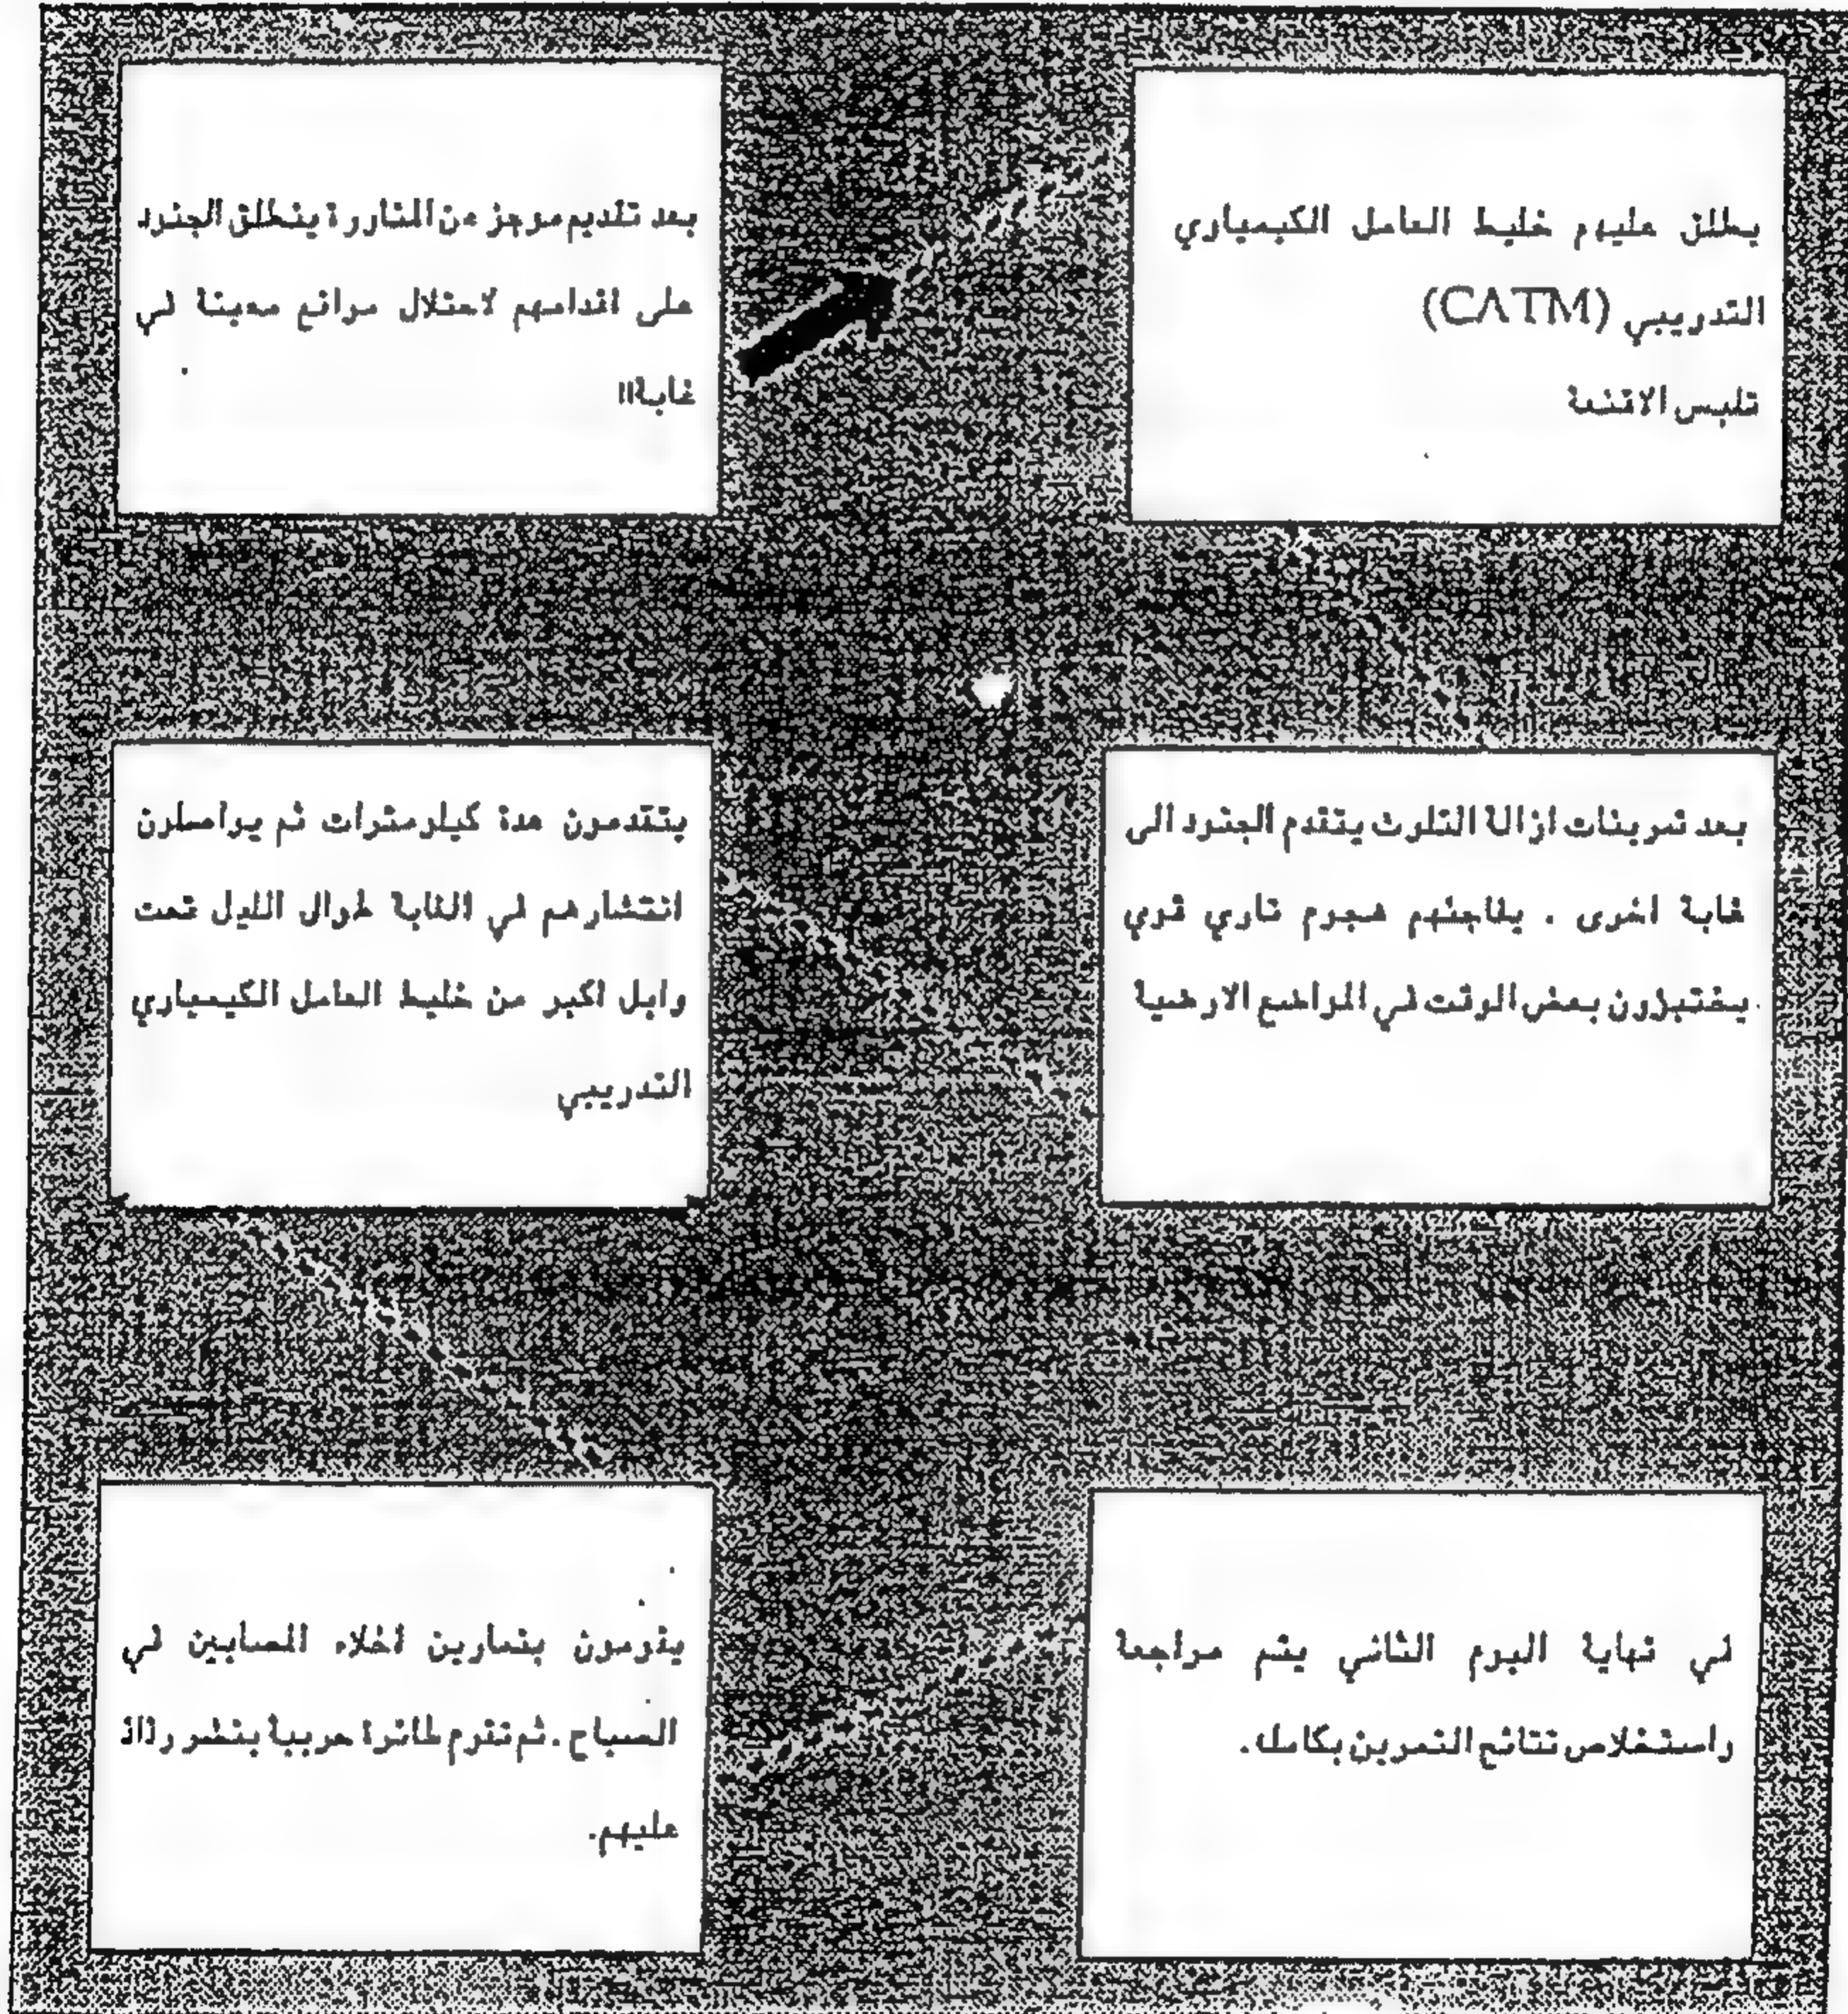 بعد تقديم موجز عن المناورة ينطلق الجنود
على اقدامهم لاحتلال مواقع معينة في
غابةاا
يطلق عليهم خليط العامل الكيمياوي
التدريبي (CATM)
تلبس الاقنعة
بعد تمرينات ازالة التلوث يتقدم الجنود الى
غابة اخرى . يفاجئهم هجوم ناري قوي
. يختبؤون بعض الوقت في المواضع الارضية
يتقدمون عدة كيلومترات ثم يواصلون
انتشارهم في الغابة طوال الليل تحت
وابل اكبر من خليط العامل الكيمياوي
التدريبي
يقومون بتمارين اخلاء المصابين في
الصباح . ثم تقوم طائرة حربية بنشر رذاذ
عليهم.
في نهاية اليوم الثاني يتم مراجعة
واستخلاص نتائج التمرين بكامله.